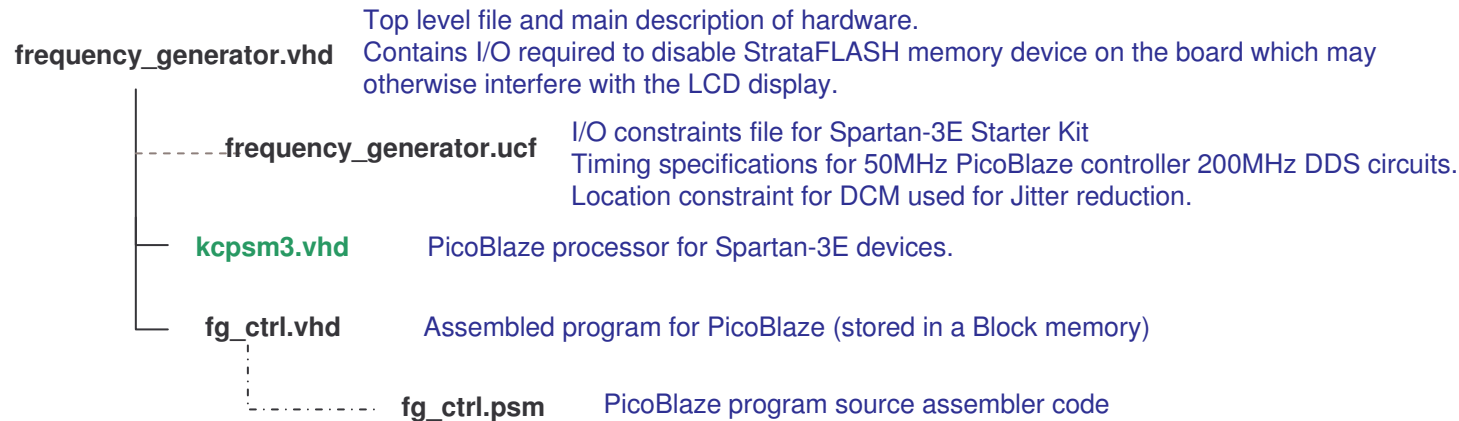 Top level file and main description of hardware.
frequency_generator.vhd Contains I/O required to disable StrataFLASH memory device on the board which may
otherwise interfere with the LCD display.
I/O constraints file for Spartan-3E Starter Kit
frequency_generator.ucf Timing specifications for 50MHz PicoBlaze controller 200MHz DDS circuits.
Location constraint for DCM used for Jitter reduction.
kcpsm3.vhd PicoBlaze processor for Spartan-3E devices.
fg_ctrl.vhd Assembled program for PicoBlaze (stored in a Block memory)
fg_ctrl.psm PicoBlaze program source assembler code